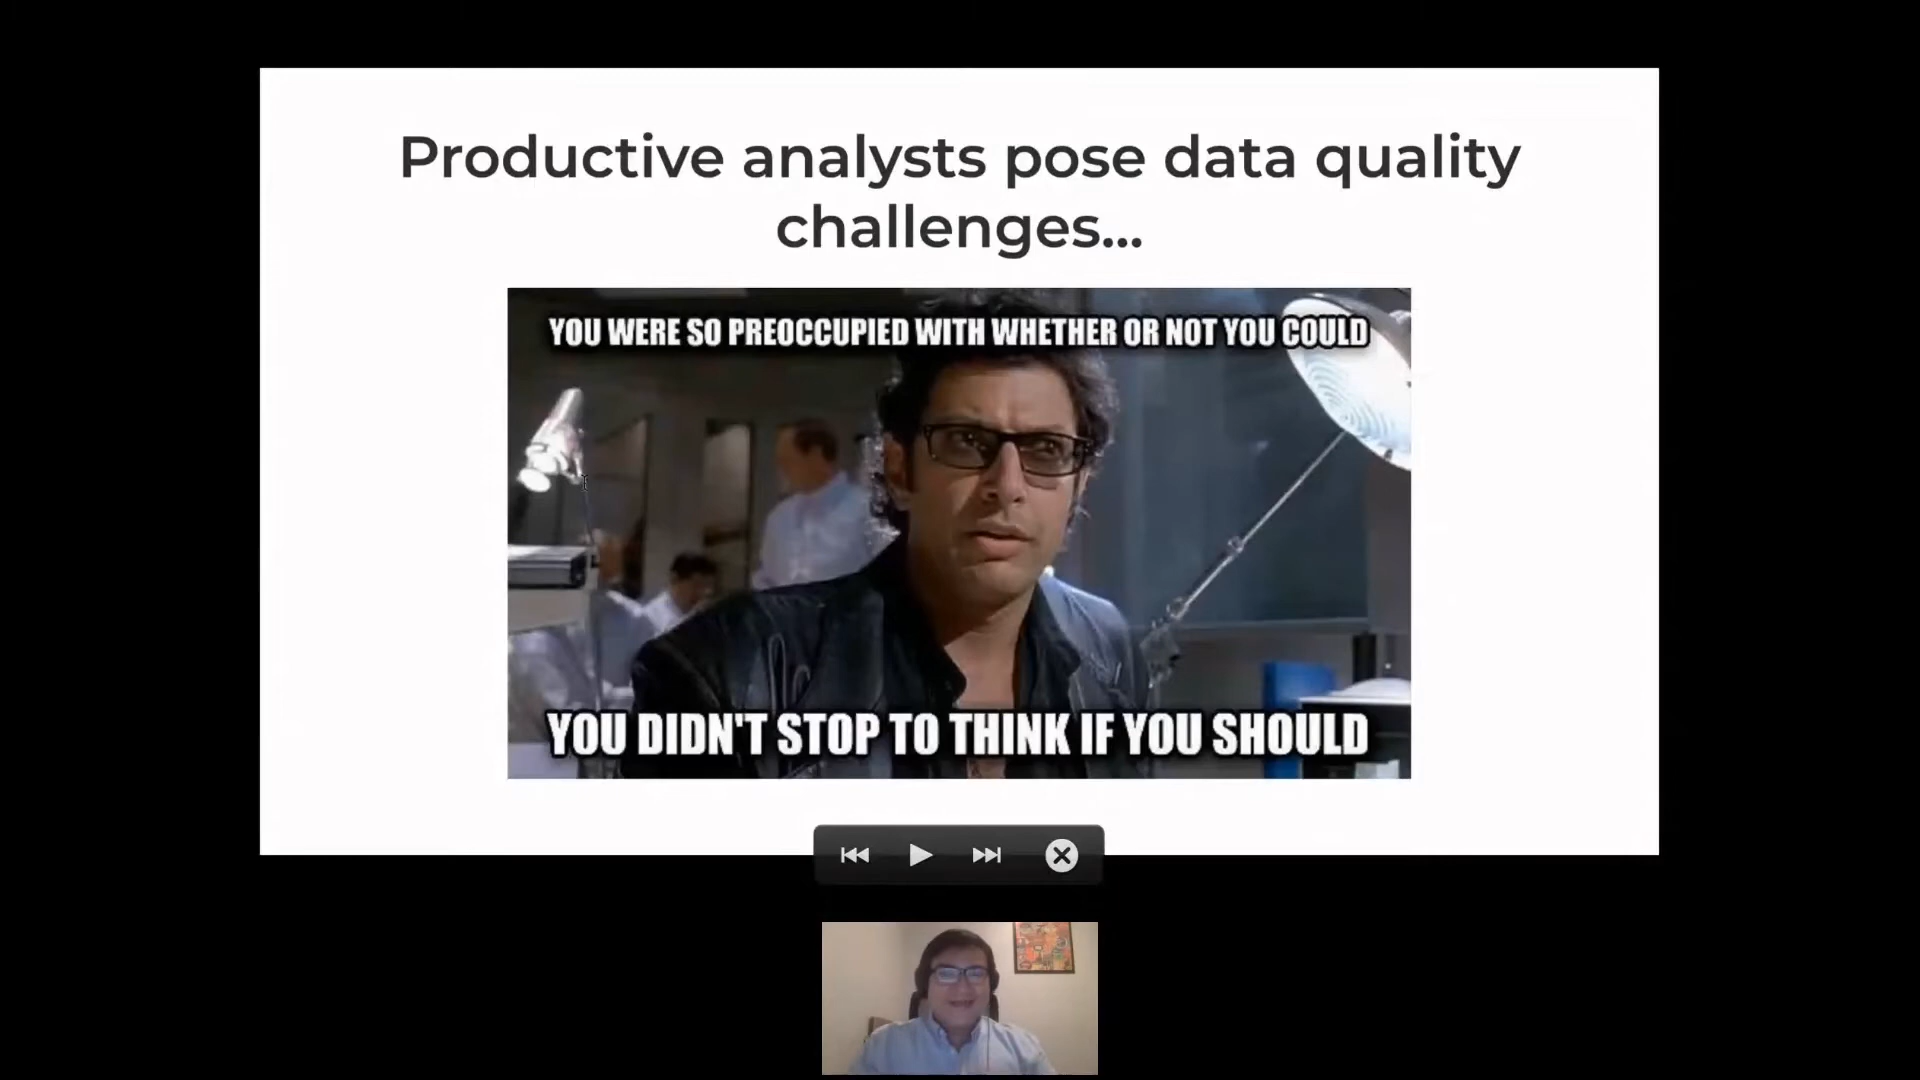 Productive analysts pose data quality
challenges...
YOU WERE SO PREOCCUPIED WITH WHETHER OR NOT YOU COULD
YOU DIDN'T STOP TO THINK IF YOU SHOULD